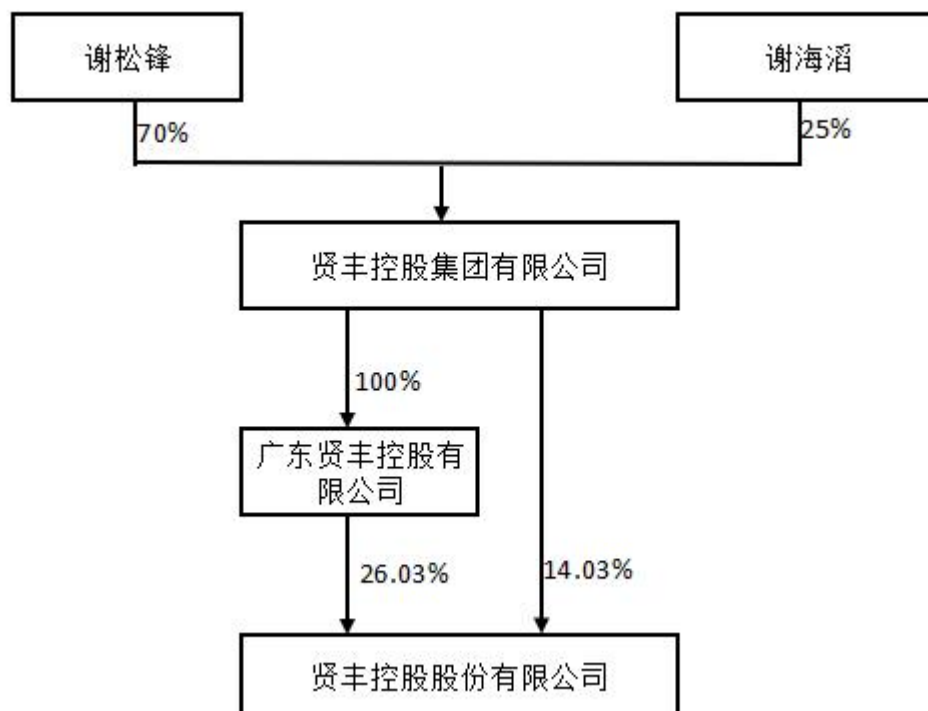 谢松锋
谢海滔
70%
25%
贤丰控股集团有限公司
100%
广东贤丰控股有
限公司
26.03%
14.03%
贤丰控股股份有限公司